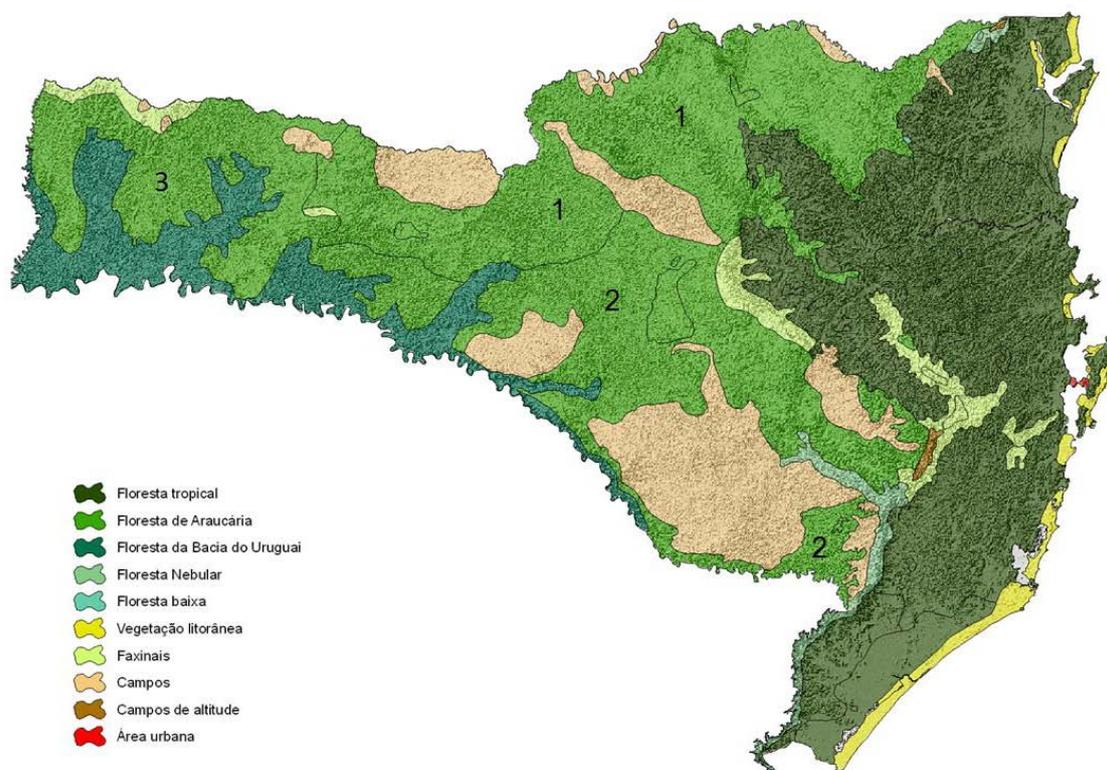 1
3
1
2
2
Floresta tropical
Floresta de Araucária
Floresta da Bacia do Uruguai
Floresta Nebular
Floresta baixa
Vegetação litorânea
Faxinais
Campos
Campos de altitude
Área urbana